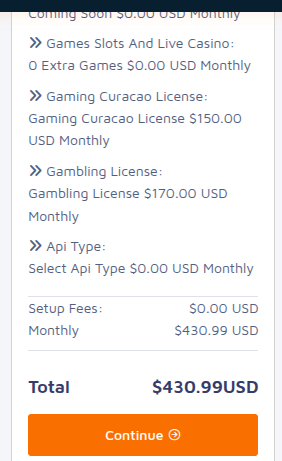 Coming Soon $0.00 USD Monthly
Games Slots And Live Casino:
0 Extra Games $0.00 USD Monthly
Gaming Curacao License:
Gaming Curacao License $150.00
USD Monthly
Gambling License:
Gambling License $170.00 USD
Monthly
Api Type:
Select Api Type $0.00 USD Monthly
Setup Fees: $0.00 USD
Monthly $430.99 USD
Total $430.99USD
Continue